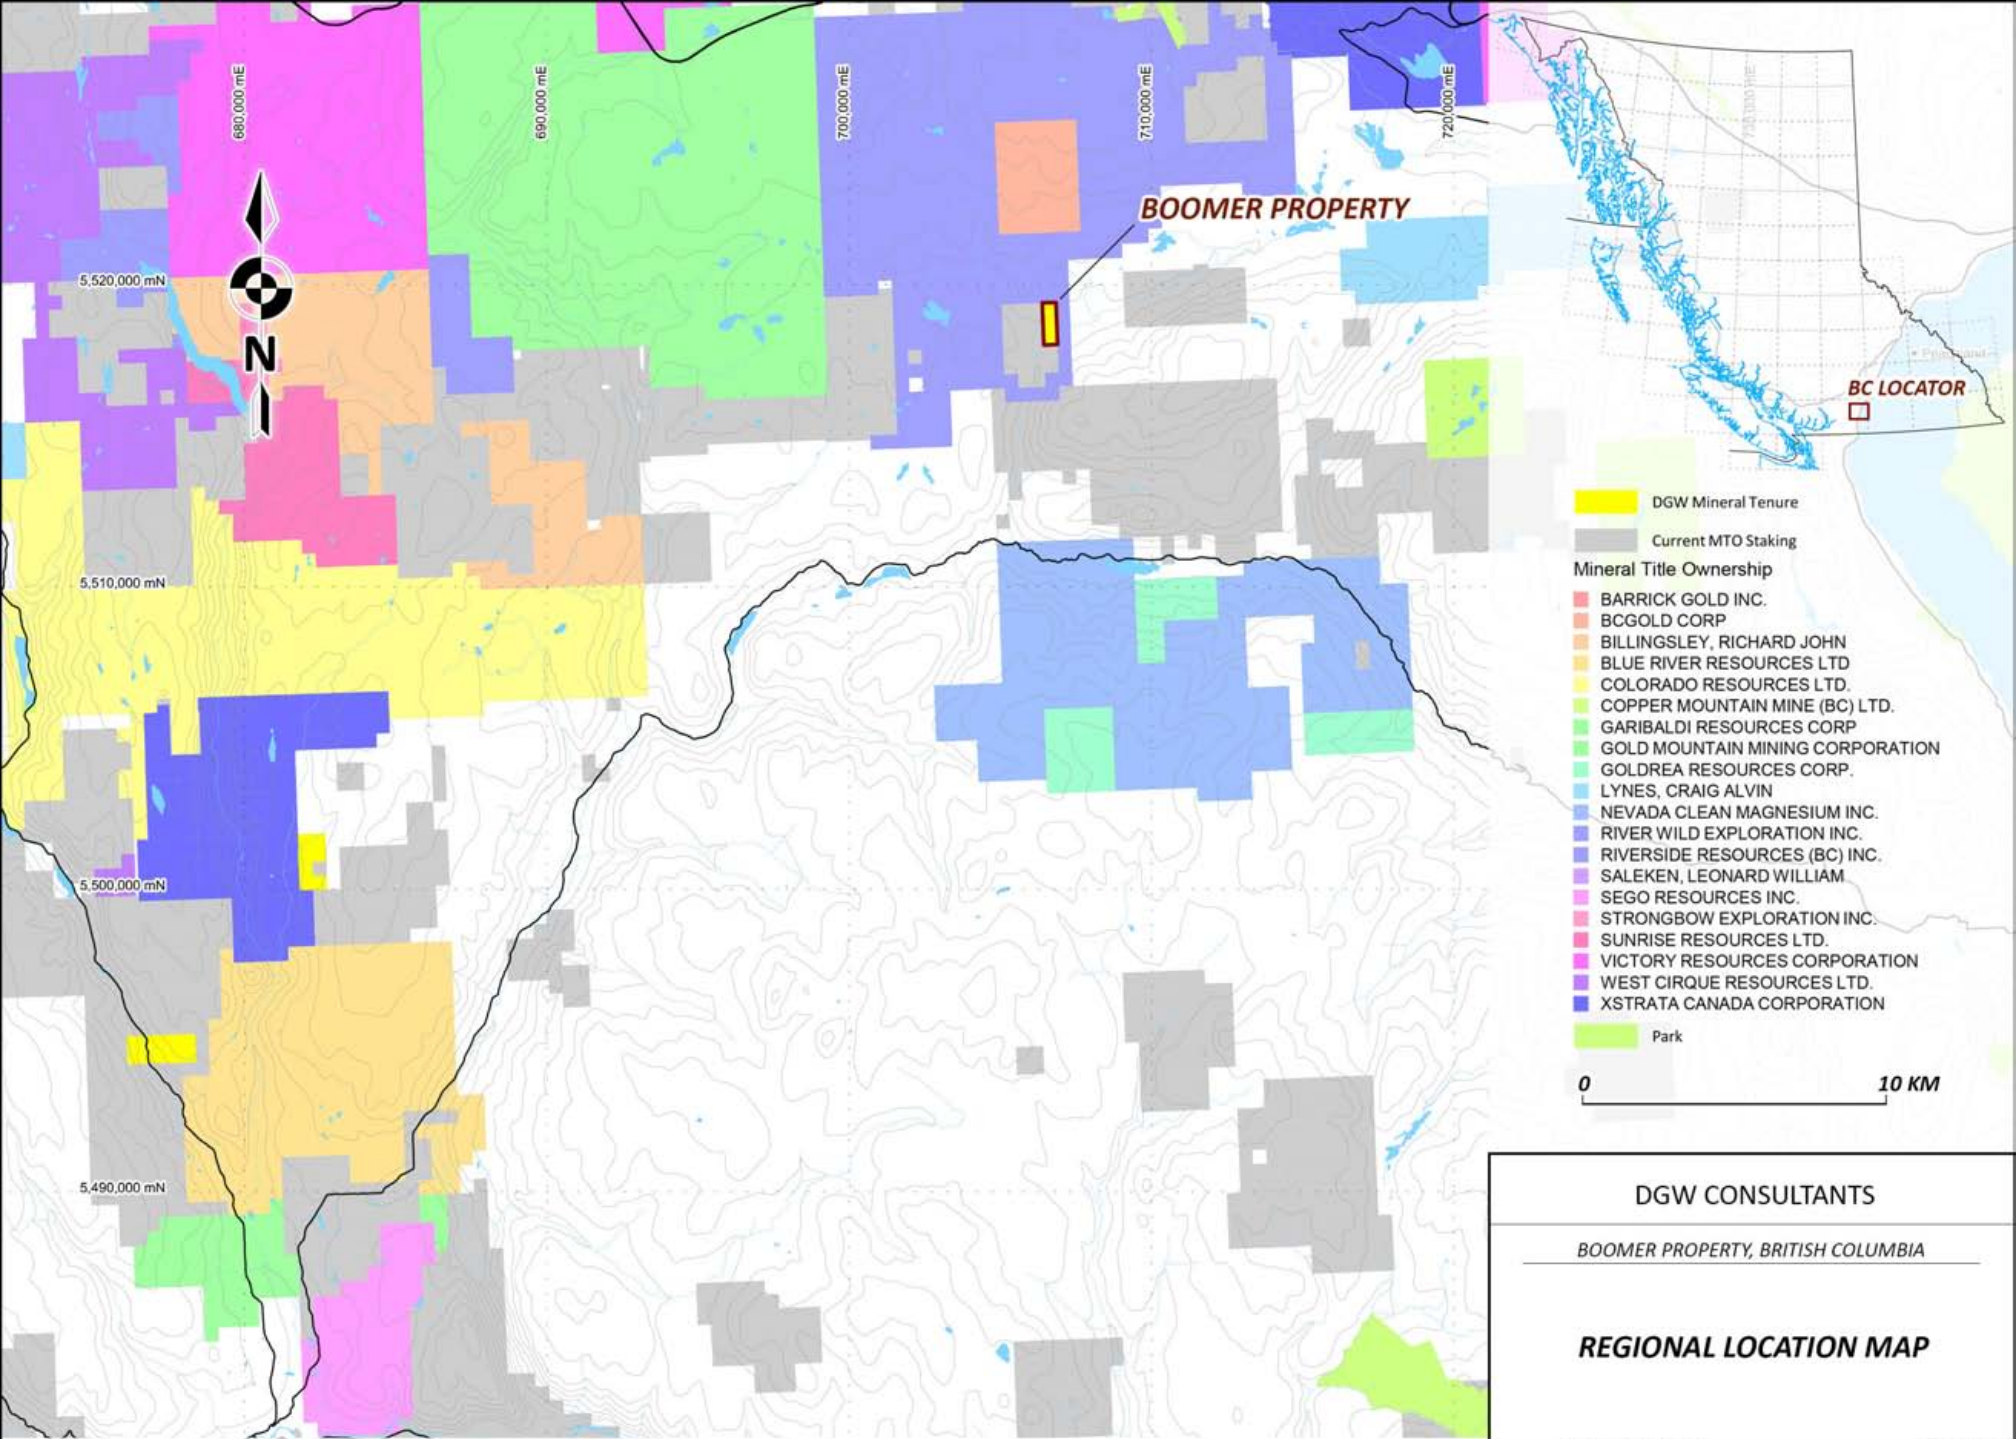 680,000 mE
690,000 mE
700,000 mE
710,000 mE
720,000 mE
BOOMER PROPERTY
5,520,000 mN
N
5,510,000 mN
5,500,000 mN
5,490,000 mN
BC LOCATOR
DGW Mineral Tenure
Current MTO Staking
Mineral Title Ownership
BARRICK GOLD INC.
BCGOLD CORP
BILLINGSLEY, RICHARD JOHN
BLUE RIVER RESOURCES LTD
COLORADO RESOURCES LTD.
COPPER MOUNTAIN MINE (BC) LTD.
GARIBALDI RESOURCES CORP
GOLD MOUNTAIN MINING CORPORATION
GOLDREA RESOURCES CORP.
LYNES, CRAIG ALVIN
NEVADA CLEAN MAGNESIUM INC.
RIVER WILD EXPLORATION INC.
RIVERSIDE RESOURCES (BC) INC.
SALEKEN, LEONARD WILLIAM
SEGO RESOURCES INC.
STRONGBOW EXPLORATION INC.
SUNRISE RESOURCES LTD.
VICTORY RESOURCES CORPORATION
WEST CIRQUE RESOURCES LTD.
XSTRATA CANADA CORPORATION
Park
0 10 KM
DGW CONSULTANTS
BOOMER PROPERTY, BRITISH COLUMBIA
REGIONAL LOCATION MAP